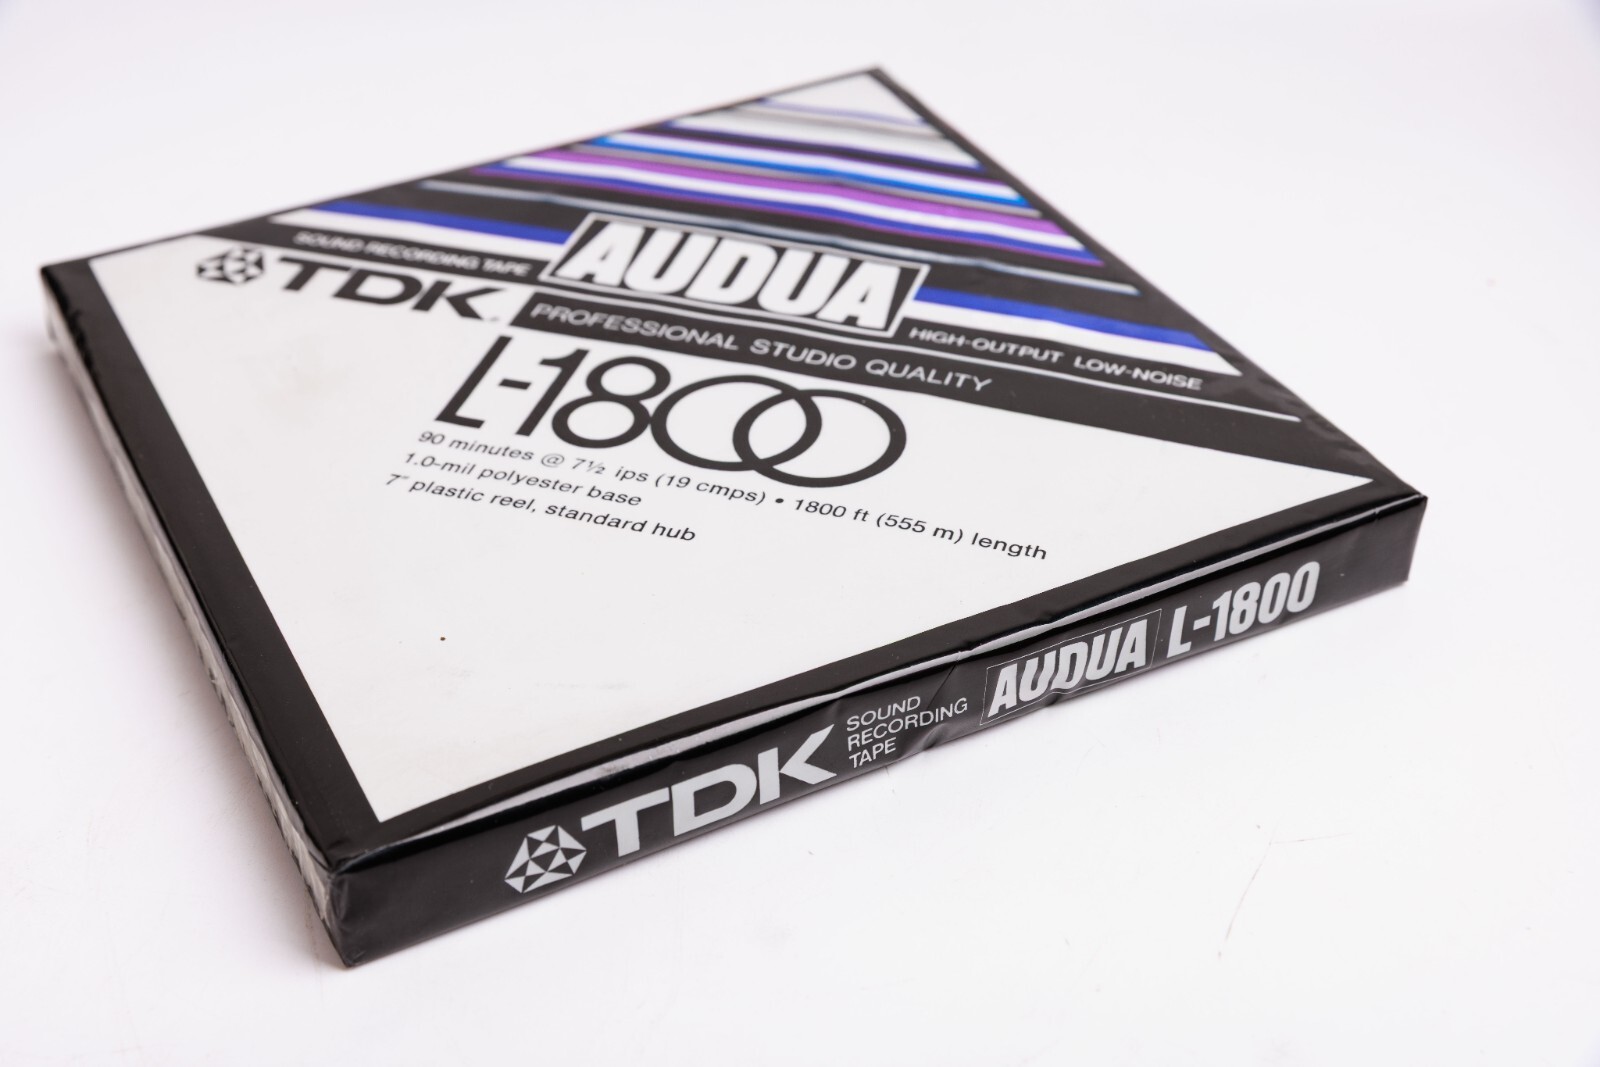 SOUND RECORDING TAPE
AUDUA
HIGH-OUTPUT LOW-NOISE
TDK.
PROFESSIONAL STUDIO QUALITY
L-1800
90 minutes @ 7½ ips (19 cmps) • 1800 ft (555 m) length
1.0-mil polyester base
7" plastic reel, standard hub
TDK
SOUND
RECORDING
TAPE
AUDUA
L-1800